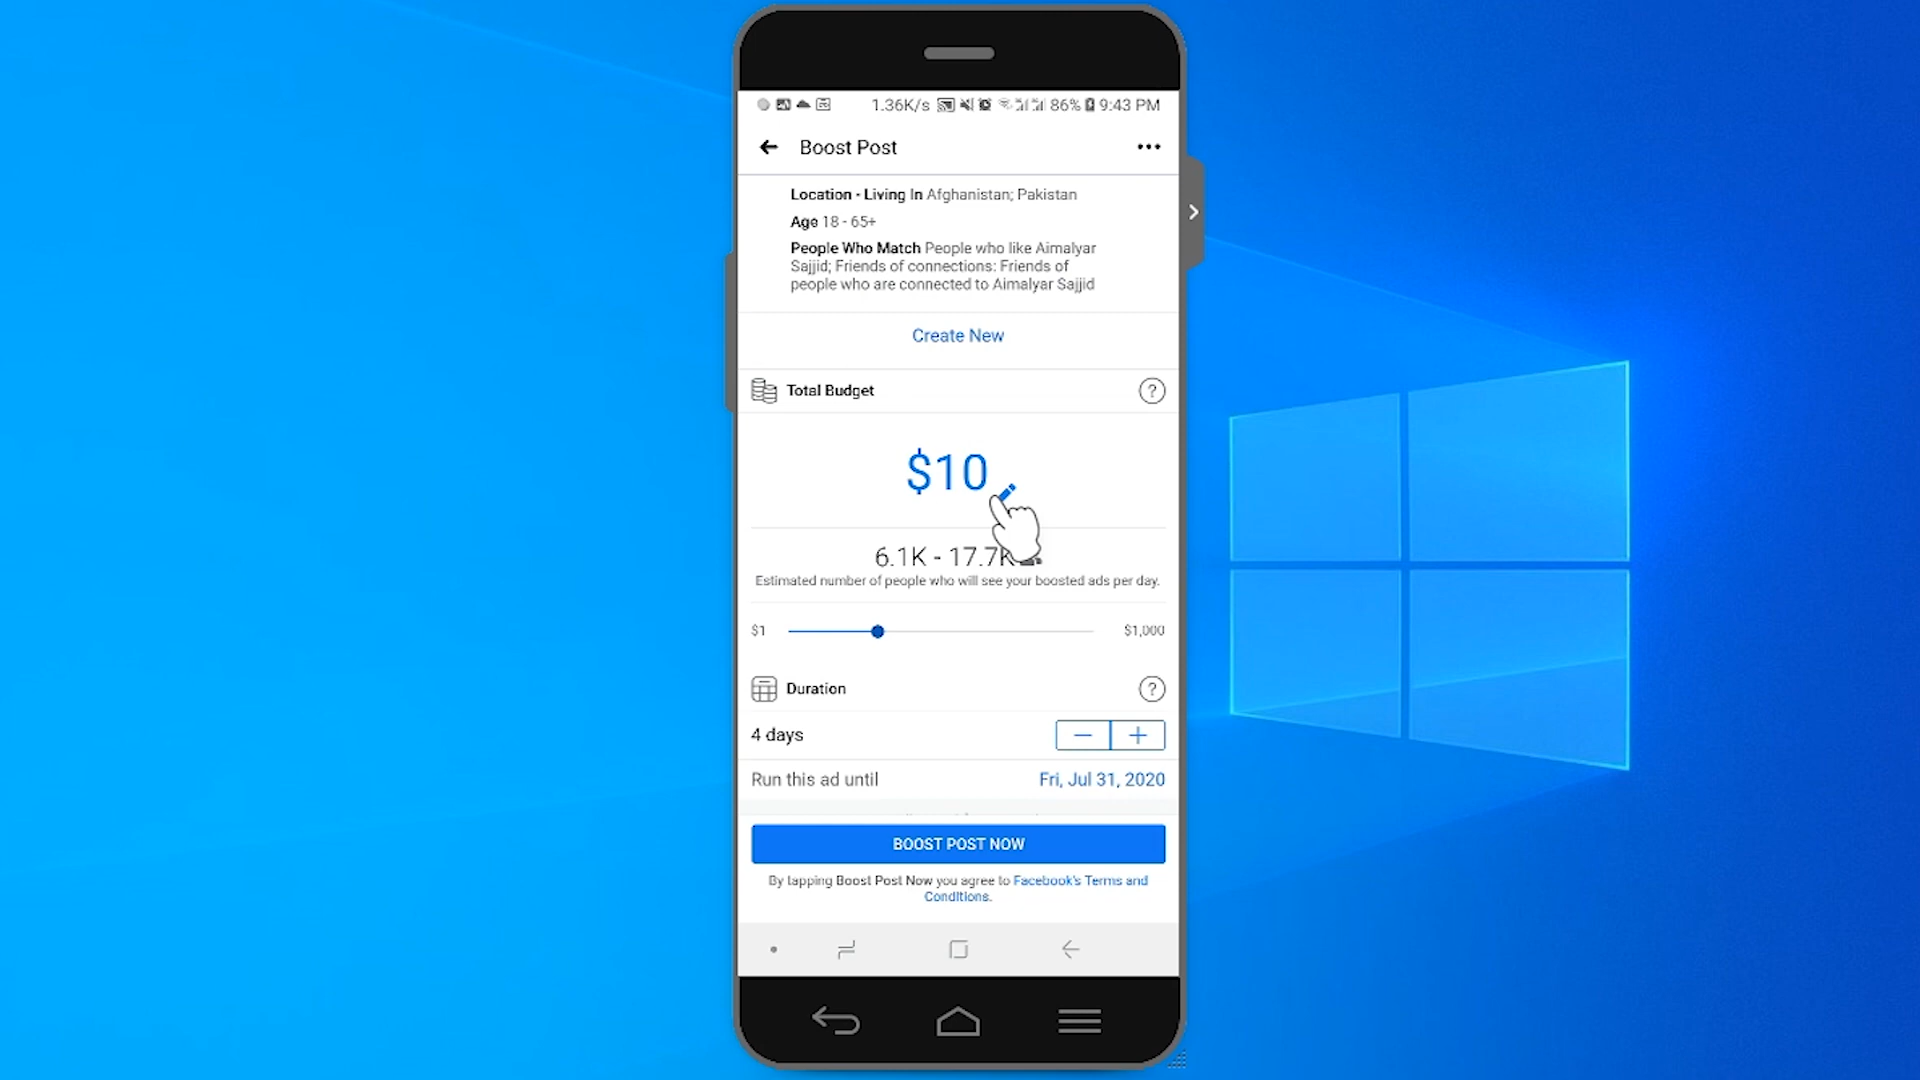 1.36K/s 86% 9:43 PM
Boost Post
Location - Living In Afghanistan; Pakistan
Age 18 - 65+
People Who Match People who like Aimalyar
Sajjid; Friends of connections: Friends of
people who are connected to Aimalyar Sajjid
Create New
Total Budget
$10
6.1K - 17.7K
Estimated number of people who will see your boosted ads per day.
$1 $1,000
Duration
4 days
Run this ad until Fri, Jul 31, 2020
BOOST POST NOW
By tapping Boost Post Now you agree to Facebook's Terms and
Conditions.